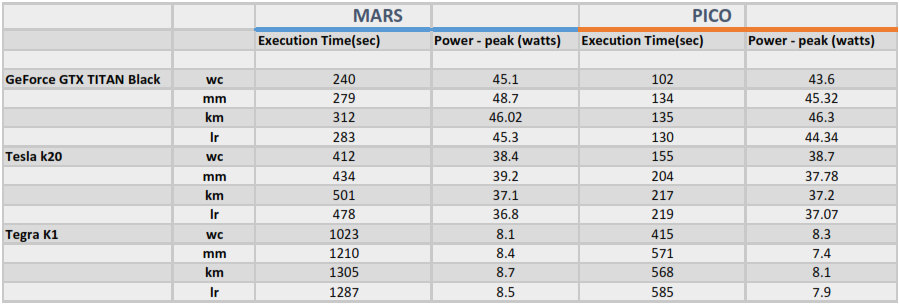 MARS PICO
Execution Time(sec) Power - peak (watts) Execution Time(sec) Power - peak (watts)
GeForce GTX TITAN Black wc 240 45.1 102 43.6
mm 279 48.7 134 45.32
km 312 46.02 135 46.3
lr 283 45.3 130 44.34
Tesla k20 wc 412 38.4 155 38.7
mm 434 39.2 204 37.78
km 501 37.1 217 37.2
lr 478 36.8 219 37.07
Tegra K1 wc 1023 8.1 415 8.3
mm 1210 8.4 571 7.4
km 1305 8.7 568 8.1
lr 1287 8.5 585 7.9